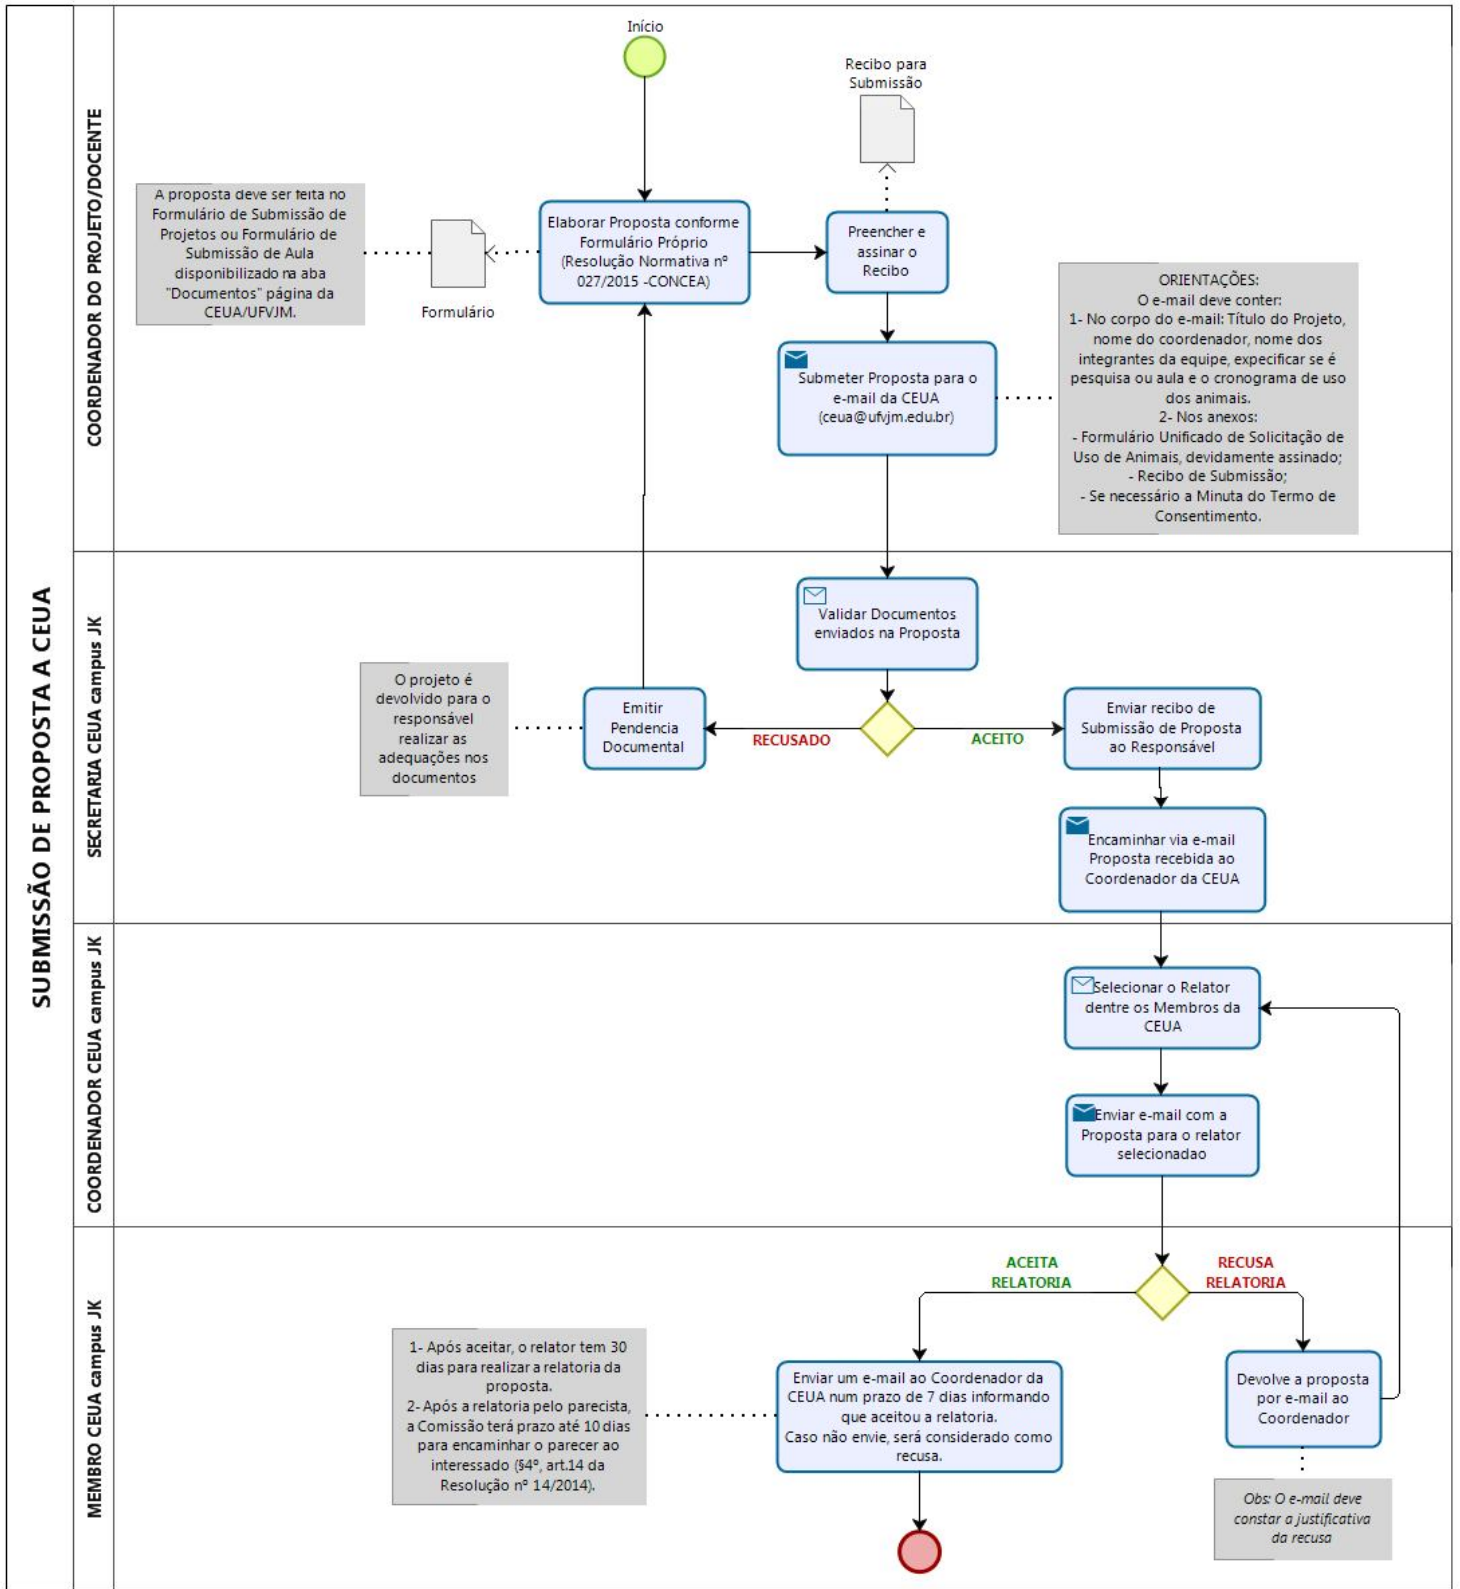 SUBMISSÃO DE PROPOSTA A CEUA
COORDENADOR DO PROJETO/DOCENTE
Início
Recibo para
Submissão
A proposta deve ser feita no
Formulário de Submissão de
Projetos ou Formulário de
Submissão de Aula
disponibilizado na aba
"Documentos" página da
CEUA/UFVJM.
Formulário
Elaborar Proposta conforme
Formulário Próprio
(Resolução Normativa nº
027/2015 -CONCEA)
Preencher e
assinar o
Recibo
Submeter Proposta para o
e-mail da CEUA
(ceua@ufvjm.edu.br)
ORIENTAÇÕES:
O e-mail deve conter:
1- No corpo do e-mail: Título do Projeto,
nome do coordenador, nome dos
integrantes da equipe, expecificar se é
pesquisa ou aula e o cronograma de uso
dos animais.
2- Nos anexos:
- Formulário Unificado de Solicitação de
Uso de Animais, devidamente assinado;
- Recibo de Submissão;
- Se necessário a Minuta do Termo de
Consentimento.
SECRETARIA CEUA campus JK
Validar Documentos
enviados na Proposta
O projeto é
devolvido para o
responsável
realizar as
adequações nos
documentos
Emitir
Pendencia
Documental
RECUSADO
ACEITO
Enviar recibo de
Submissão de Proposta
ao Responsável
Encaminhar via e-mail
Proposta recebida ao
Coordenador da CEUA
COORDENADOR CEUA campus JK
Selecionar o Relator
dentre os Membros da
CEUA
Enviar e-mail com a
Proposta para o relator
selecionadao
MEMBRO CEUA campus JK
ACEITA
RELATORIA
RECUSA
RELATORIA
1- Após aceitar, o relator tem 30
dias para realizar a relatoria da
proposta.
2- Após a relatoria pelo parecista,
a Comissão terá prazo até 10 dias
para encaminhar o parecer ao
interessado (§4º, art.14 da
Resolução nº 14/2014).
Enviar um e-mail ao Coordenador da
CEUA num prazo de 7 dias informando
que aceitou a relatoria.
Caso não envie, será considerado como
recusa.
Devolve a proposta
por e-mail ao
Coordenador
Obs: O e-mail deve
constar a justificativa
da recusa